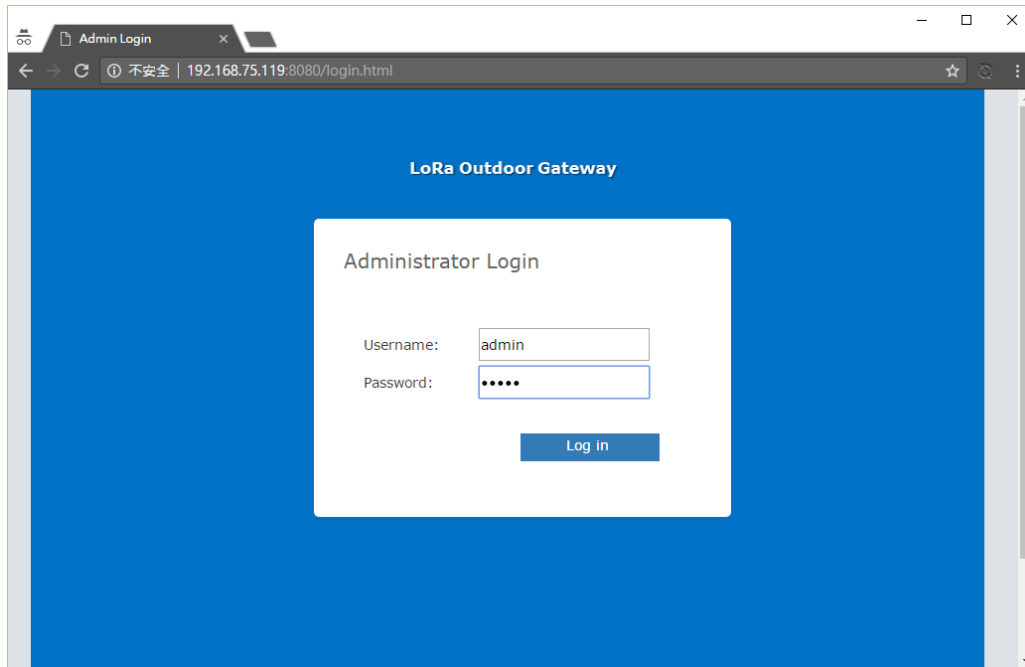 Admin Login
不安全 | 192.168.75.119:8080/login.html
LoRa Outdoor Gateway
Administrator Login
Username: admin
Password: •••••
Log in